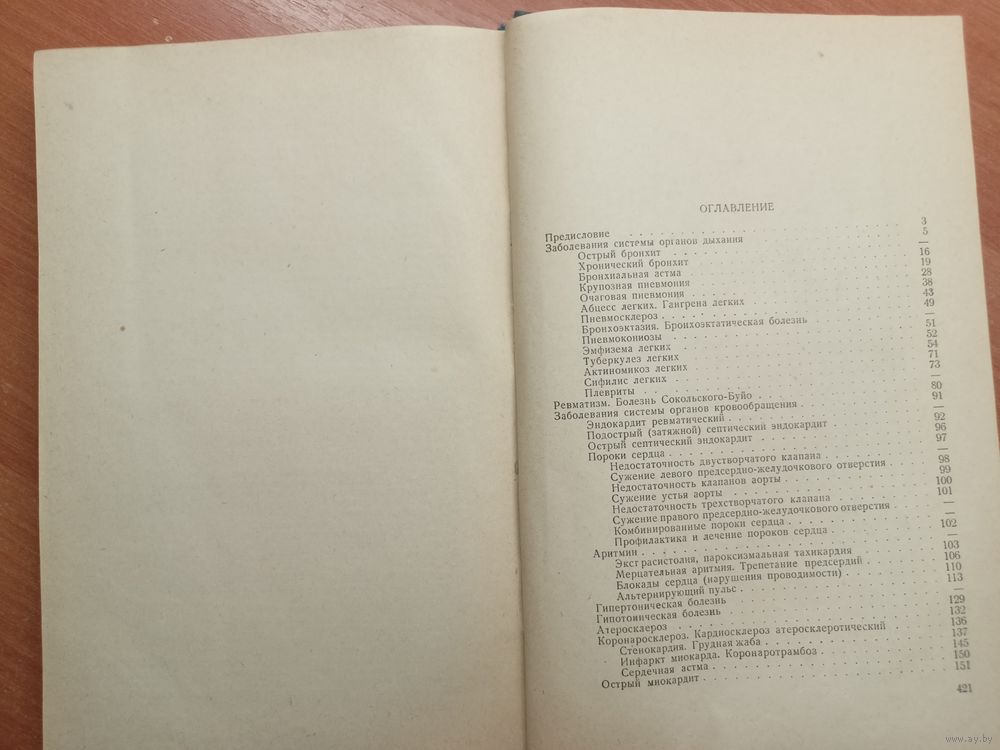 ОГЛАВЛЕНИЕ
Предисловие 3
Заболевания системы органов дыхания 5
Острый бронхит —
Хронический бронхит 16
Бронхиальная астма 19
Крупозная пневмония 28
Очаговая пневмония 38
Абцесс легких. Гангрена легких 43
Пневмосклероз 49
Бронхоэктазия. Бронхоэктатическая болезнь —
Пневмокониозы 51
Эмфизема легких 52
Туберкулез легких 54
Актиномикоз легких 71
Сифилис легких 73
Плевриты —
Ревматизм. Болезнь Сокольского-Буйо 80
Заболевания системы органов кровообращения 91
Эндокардит ревматический —
Подострый (затяжной) септический эндокардит 92
Острый септический эндокардит 96
Пороки сердца 97
Недостаточность двустворчатого клапана —
Сужение левого предсердно-желудочкового отверстия 98
Недостаточность клапанов аорты 99
Сужение устья аорты 100
Недостаточность трехстворчатого клапана 101
Сужение правого предсердно-желудочкового отверстия —
Комбинированные пороки сердца —
Профилактика и лечение пороков сердца 102
Аритмии —
Экстрасистолия, пароксизмальная тахикардия 103
Мерцательная аритмия. Трепетание предсердий 106
Блокады сердца (нарушения проводимости) 110
Альтернирующий пульс 113
Гипертоническая болезнь —
Гипотоническая болезнь 129
Атеросклероз 132
Коронаросклероз. Кардиосклероз атеросклеротический 136
Стенокардия. Грудная жаба 137
Инфаркт миокарда. Коронаротрамбоз 145
Сердечная астма 150
Острый миокардит 151
421
www.ay.by